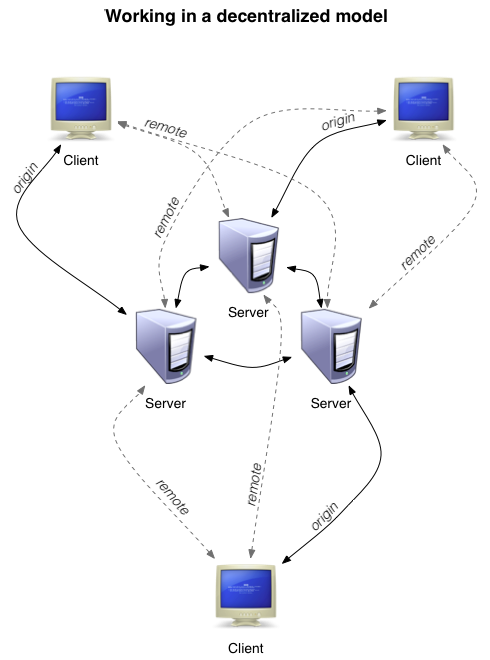 Working in a decentralized model
Client
Client
remote
origin
origin
remote
remote
Server
Server
Server
remote
remote
origin
Client